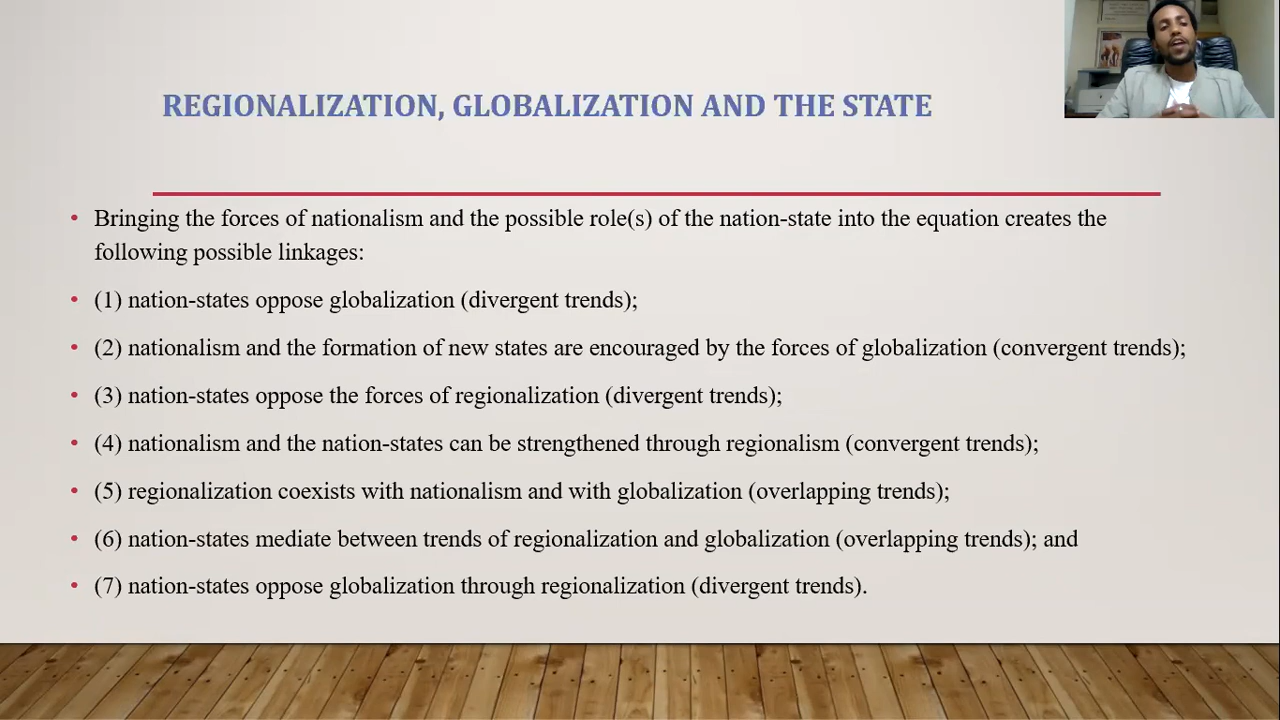 REGIONALIZATION, GLOBALIZATION AND THE STATE
• Bringing the forces of nationalism and the possible role(s) of the nation-state into the equation creates the
following possible linkages:
• (1) nation-states oppose globalization (divergent trends);
• (2) nationalism and the formation of new states are encouraged by the forces of globalization (convergent trends);
• (3) nation-states oppose the forces of regionalization (divergent trends);
• (4) nationalism and the nation-states can be strengthened through regionalism (convergent trends);
• (5) regionalization coexists with nationalism and with globalization (overlapping trends);
• (6) nation-states mediate between trends of regionalization and globalization (overlapping trends); and
• (7) nation-states oppose globalization through regionalization (divergent trends).